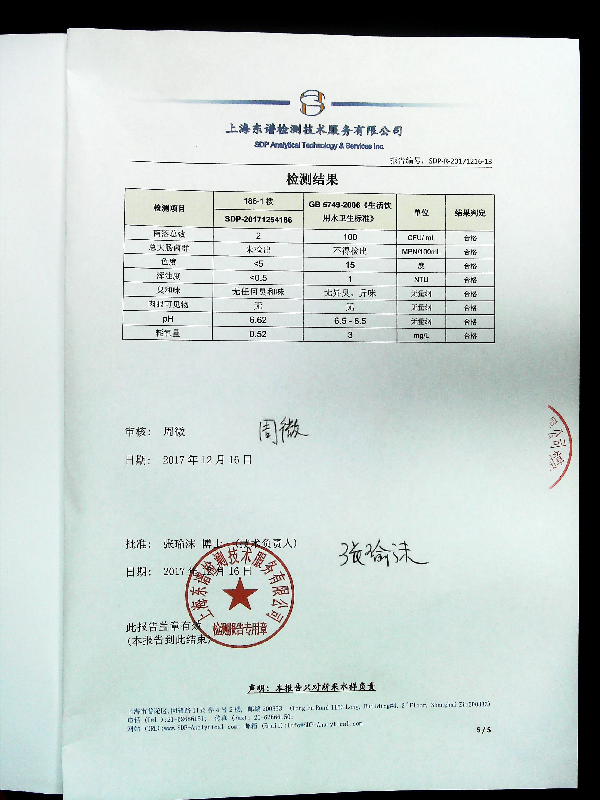 上海东谱检测技术服务有限公司
SDP Analytical Technology & Services Inc.
报告编号: SDP-R-20171216-13
检测结果
检测项目 186-1楼 GB 5749-2006《生活饮用水卫生标准》 单位 结果判定
SDP-20171254186
菌落总数 2 100 CFU/ml 合格
总大肠菌群 未检出 不得检出 MPN/100ml 合格
色度 <5 15 度 合格
浑浊度 <0.5 1 NTU 合格
臭和味 无任何臭和味 无异臭、异味 无量纲 合格
肉眼可见物 无 无 无量纲 合格
pH 6.62 6.5 - 8.5 无量纲 合格
耗氧量 0.52 3 mg/L 合格
审核: 周微 周微
日期: 2017年12月16日
批准: 张瑜沫 博士 (技术负责人) 张瑜沫
日期: 2017年12月16日
上海东谱检测技术服务有限公司
检测报告专用章
此报告盖章有效
(本报告到此结束)
声明: 本报告只对所采水样负责
5 / 5